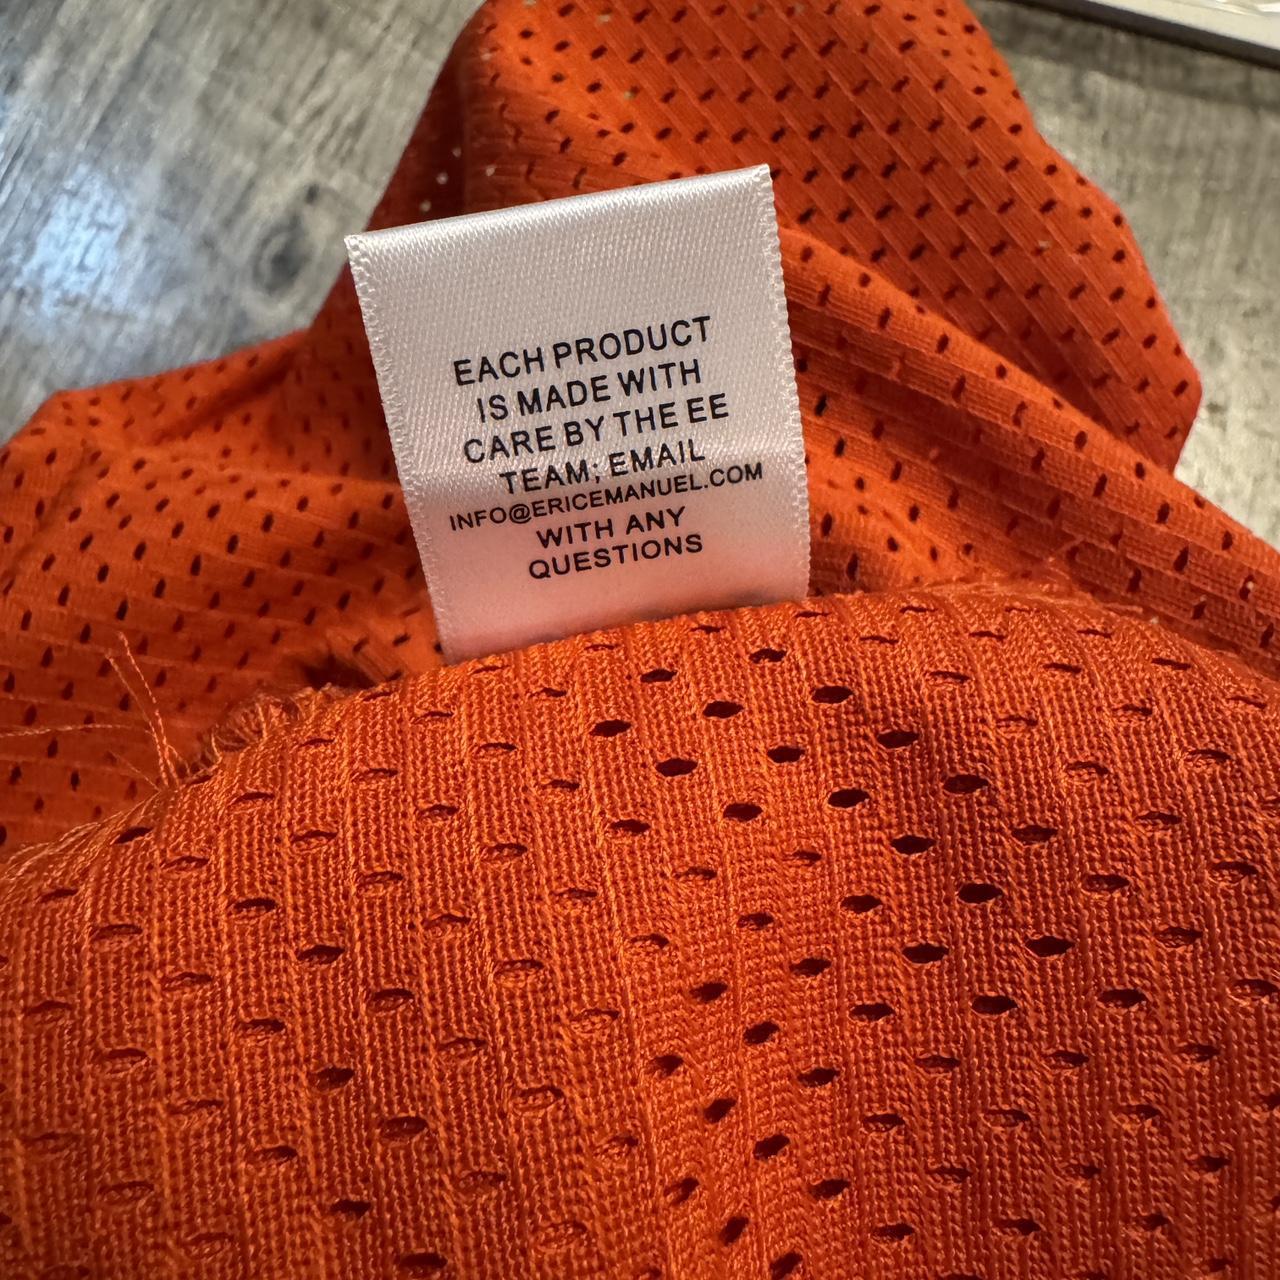 EACH PRODUCT
IS MADE WITH
CARE BY THE EE
TEAM; EMAIL
INFO@ERICEMANUEL.COM
WITH ANY
QUESTIONS